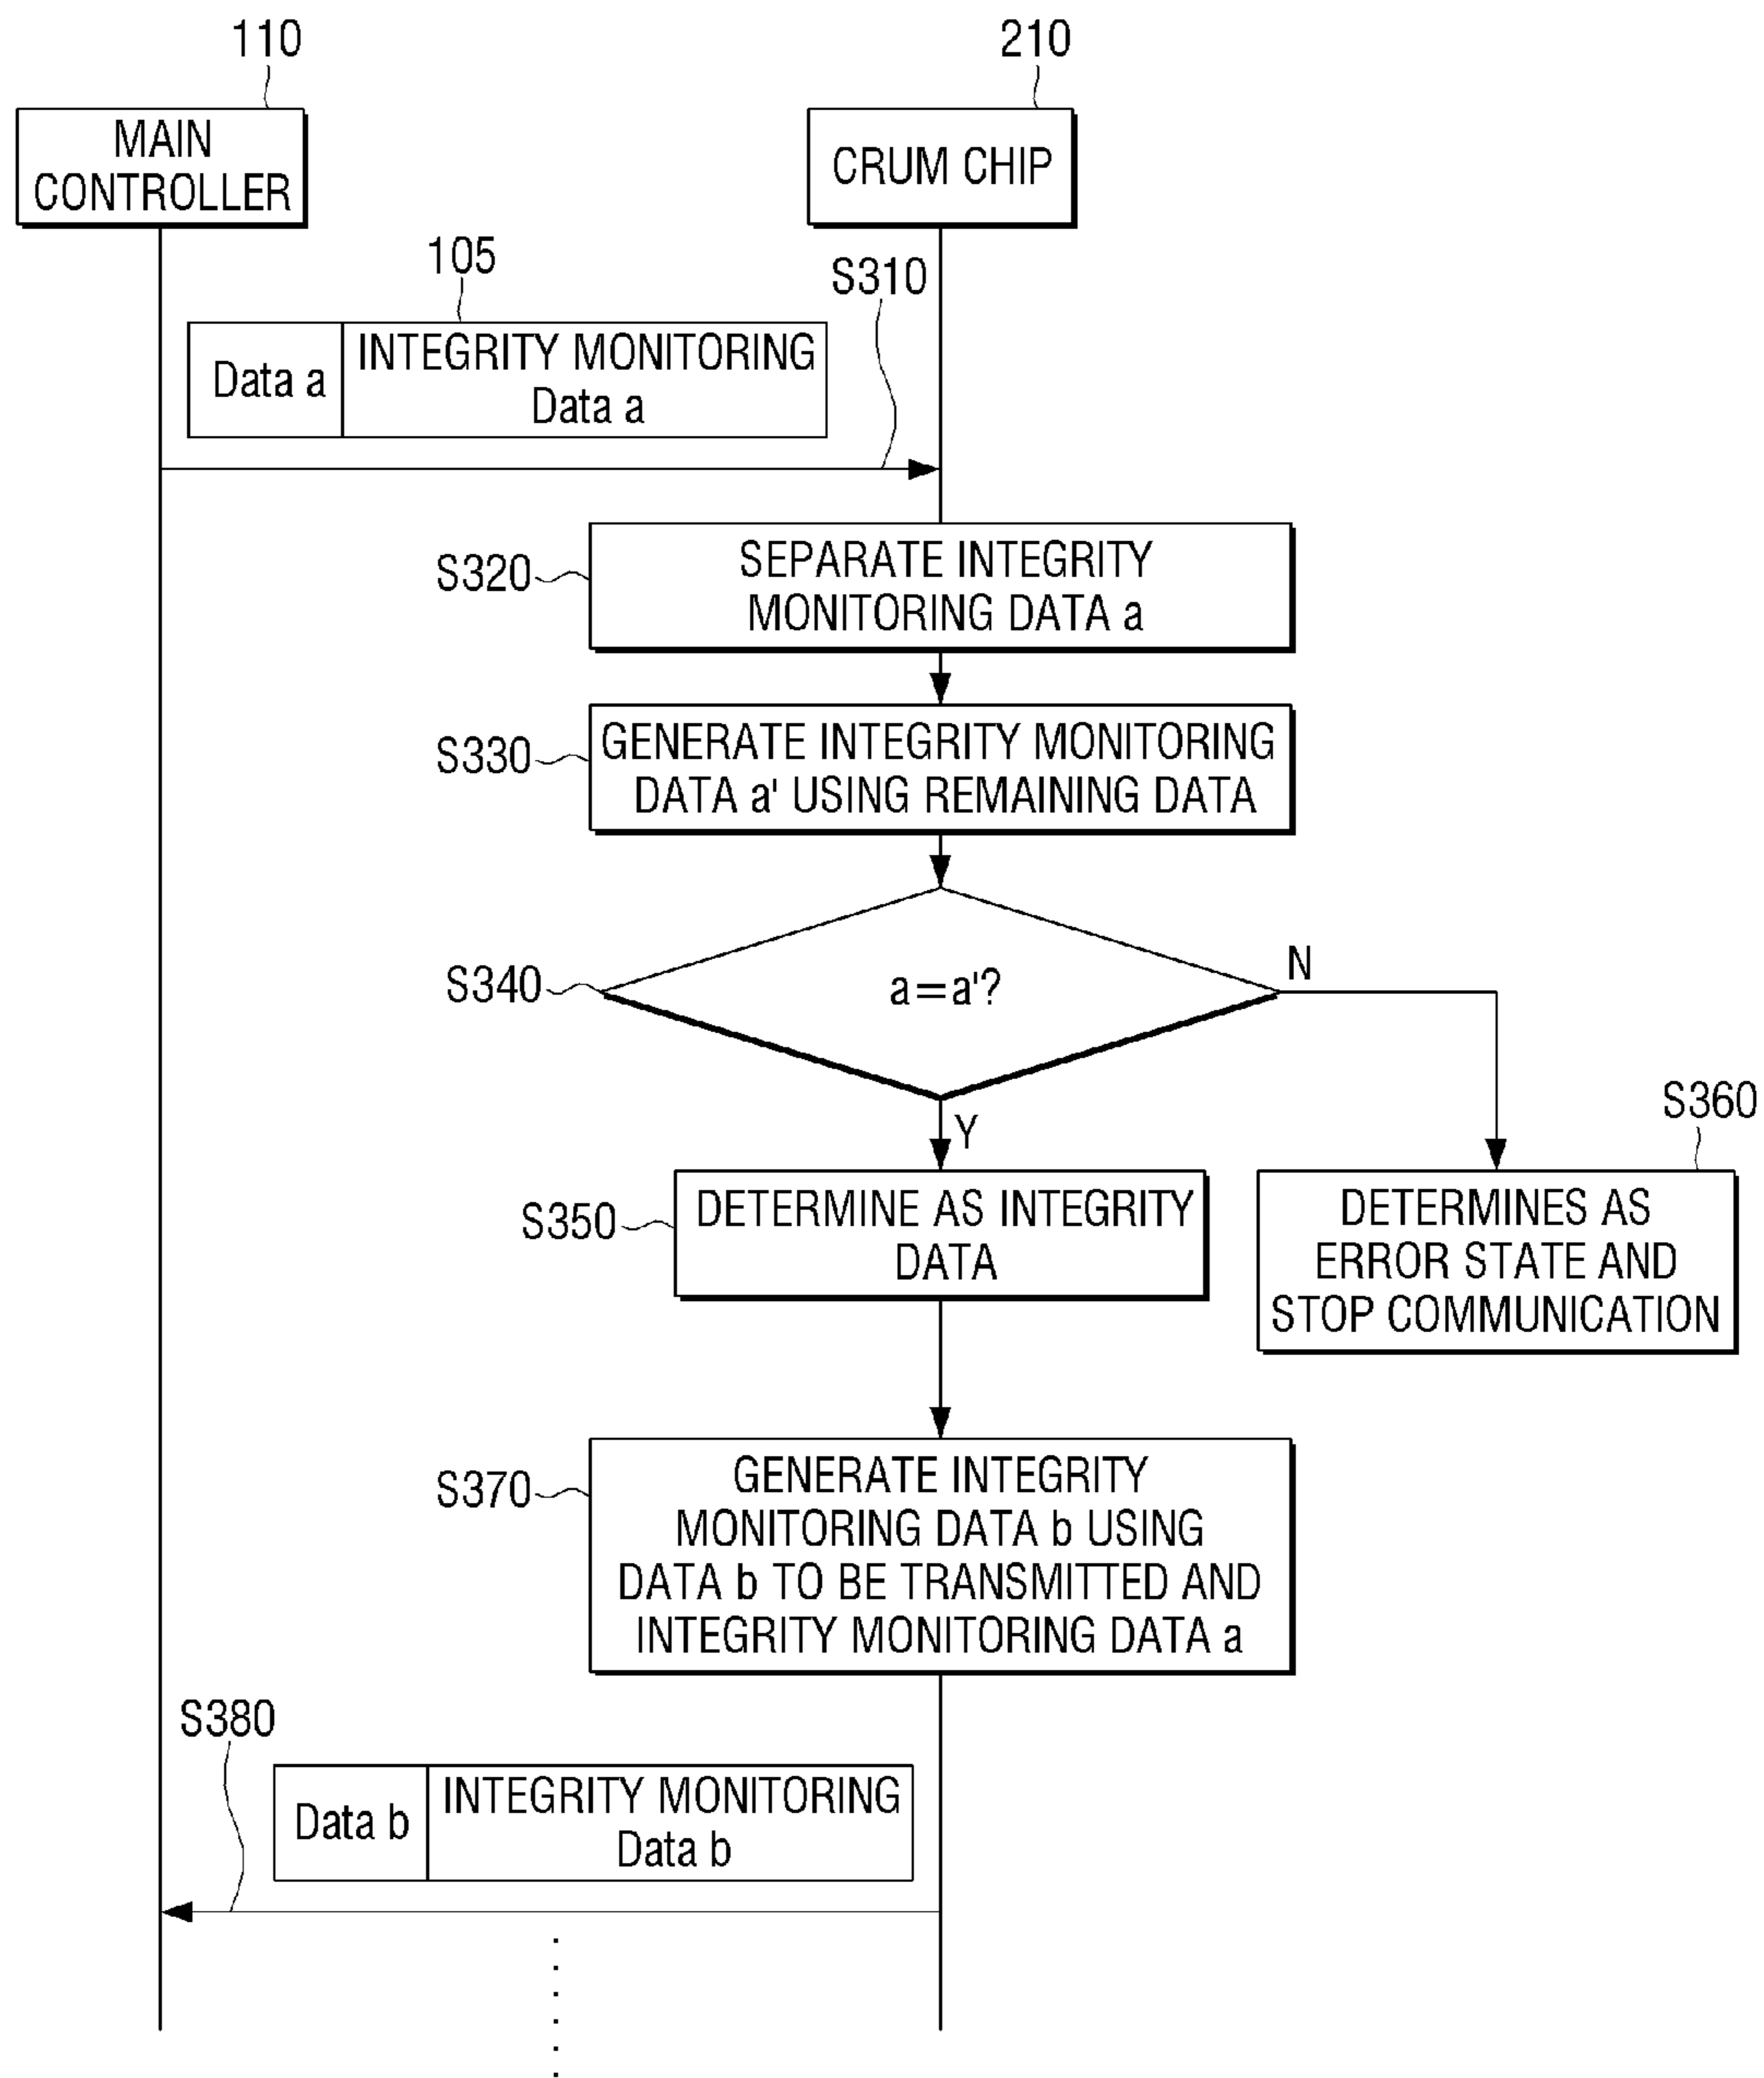 110
210
MAIN
CONTROLLER
CRUM CHIP
105
S310
Data a
INTEGRITY MONITORING
Data a
S320
SEPARATE INTEGRITY
MONITORING DATA a
S330
GENERATE INTEGRITY MONITORING
DATA a' USING REMAINING DATA
S340
a=a'?
N
Y
S360
S350
DETERMINE AS INTEGRITY
DATA
DETERMINES AS
ERROR STATE AND
STOP COMMUNICATION
S370
GENERATE INTEGRITY
MONITORING DATA b USING
DATA b TO BE TRANSMITTED AND
INTEGRITY MONITORING DATA a
S380
Data b
INTEGRITY MONITORING
Data b